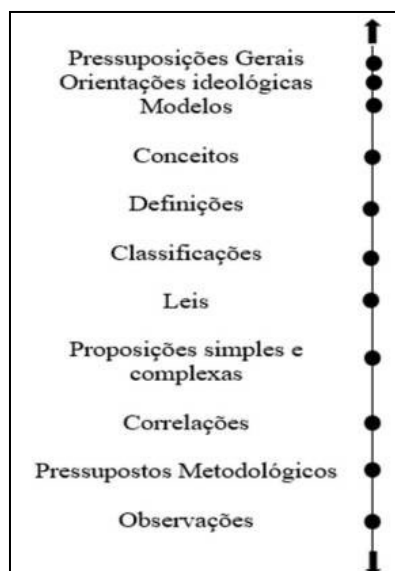 Pressuposições Gerais
Orientações ideológicas
Modelos
Conceitos
Definições
Classificações
Leis
Proposições simples e
complexas
Correlações
Pressupostos Metodológicos
Observações